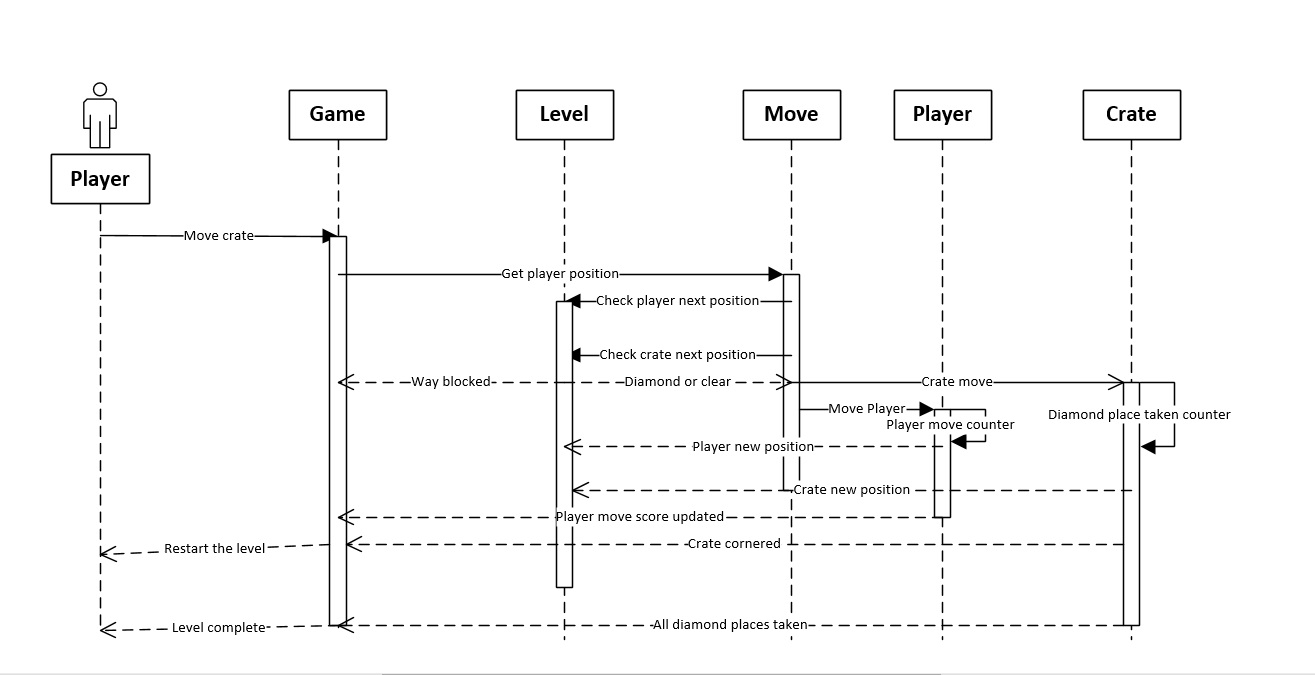 Game
Level
Move
Player
Crate
Player
Move crate
Get player position
Check player next position
Check crate next position
Way blocked
Diamond or clear
Crate move
Move Player
Diamond place taken counter
Player move counter
Player new position
Crate new position
Player move score updated
Crate cornered
Restart the level
All diamond places taken
Level complete